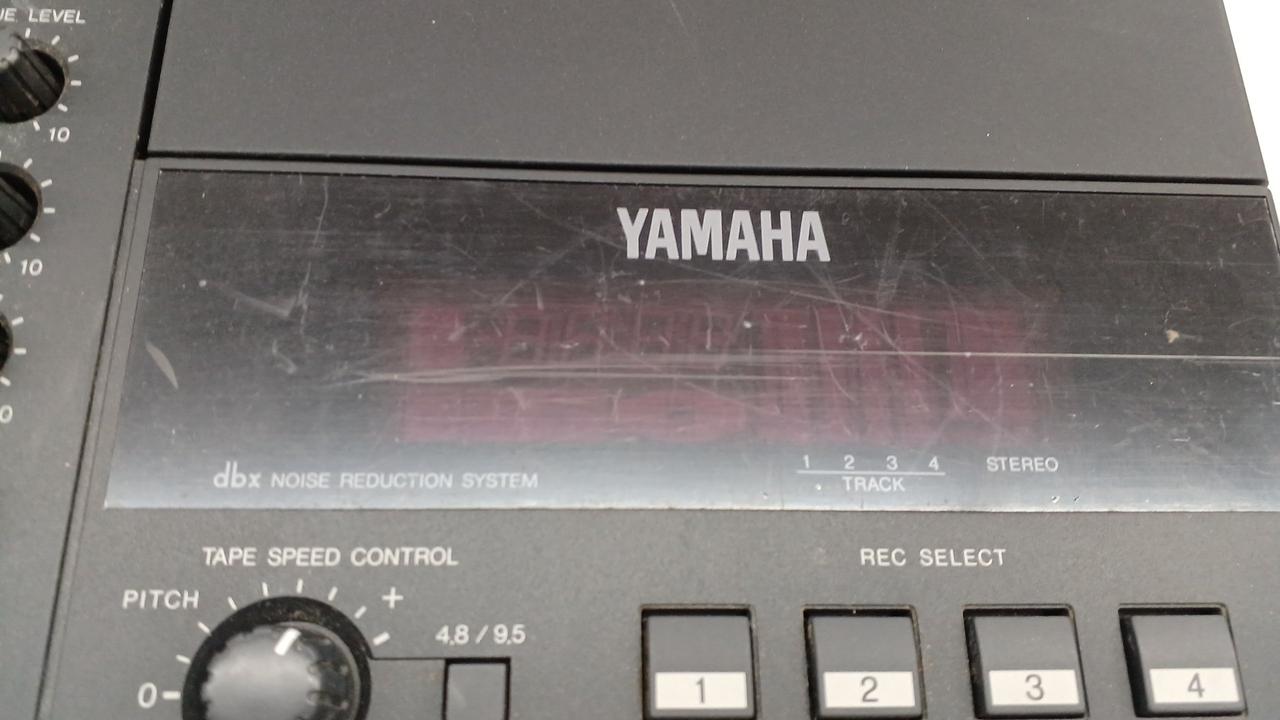 LEVEL
10
YAMAHA
10
1 2 3 4 STEREO
TRACK
dbx NOISE REDUCTION SYSTEM
TAPE SPEED CONTROL
REC SELECT
PITCH
+
4.8 / 9.5
0
1 2 3 4